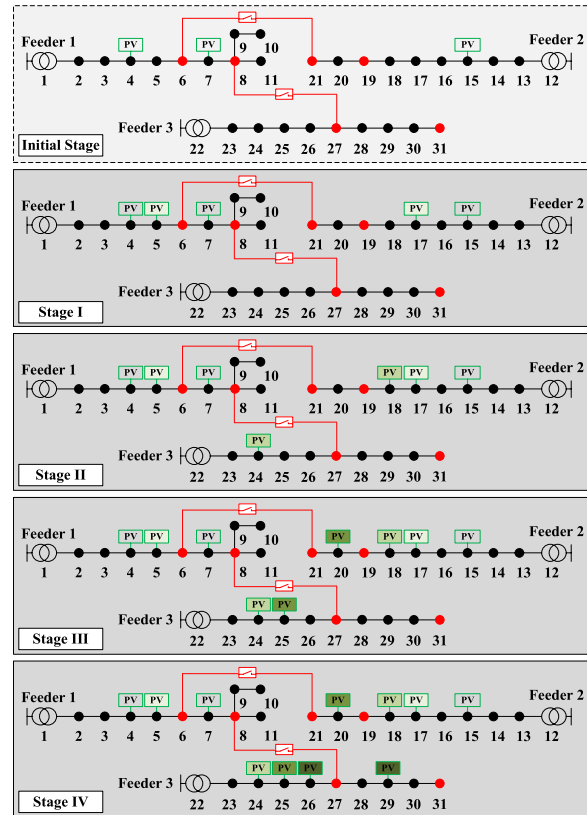 PV PV 9 10 PV
Feeder 1 Feeder 2
1 2 3 4 5 6 7 8 11 21 20 19 18 17 16 15 14 13 12
Feeder 3
Initial Stage 22 23 24 25 26 27 28 29 30 31
PV PV PV 9 10 PV PV
Feeder 1 Feeder 2
1 2 3 4 5 6 7 8 11 21 20 19 18 17 16 15 14 13 12
Feeder 3
Stage I 22 23 24 25 26 27 28 29 30 31
PV PV PV 9 10 PV PV PV
Feeder 1 Feeder 2
1 2 3 4 5 6 7 8 11 21 20 19 18 17 16 15 14 13 12
PV
Feeder 3
Stage II 22 23 24 25 26 27 28 29 30 31
PV PV PV 9 10 PV PV PV PV
Feeder 1 Feeder 2
1 2 3 4 5 6 7 8 11 21 20 19 18 17 16 15 14 13 12
PV PV
Feeder 3
Stage III 22 23 24 25 26 27 28 29 30 31
PV PV PV 9 10 PV PV PV PV
Feeder 1 Feeder 2
1 2 3 4 5 6 7 8 11 21 20 19 18 17 16 15 14 13 12
PV PV PV PV
Feeder 3
Stage IV 22 23 24 25 26 27 28 29 30 31